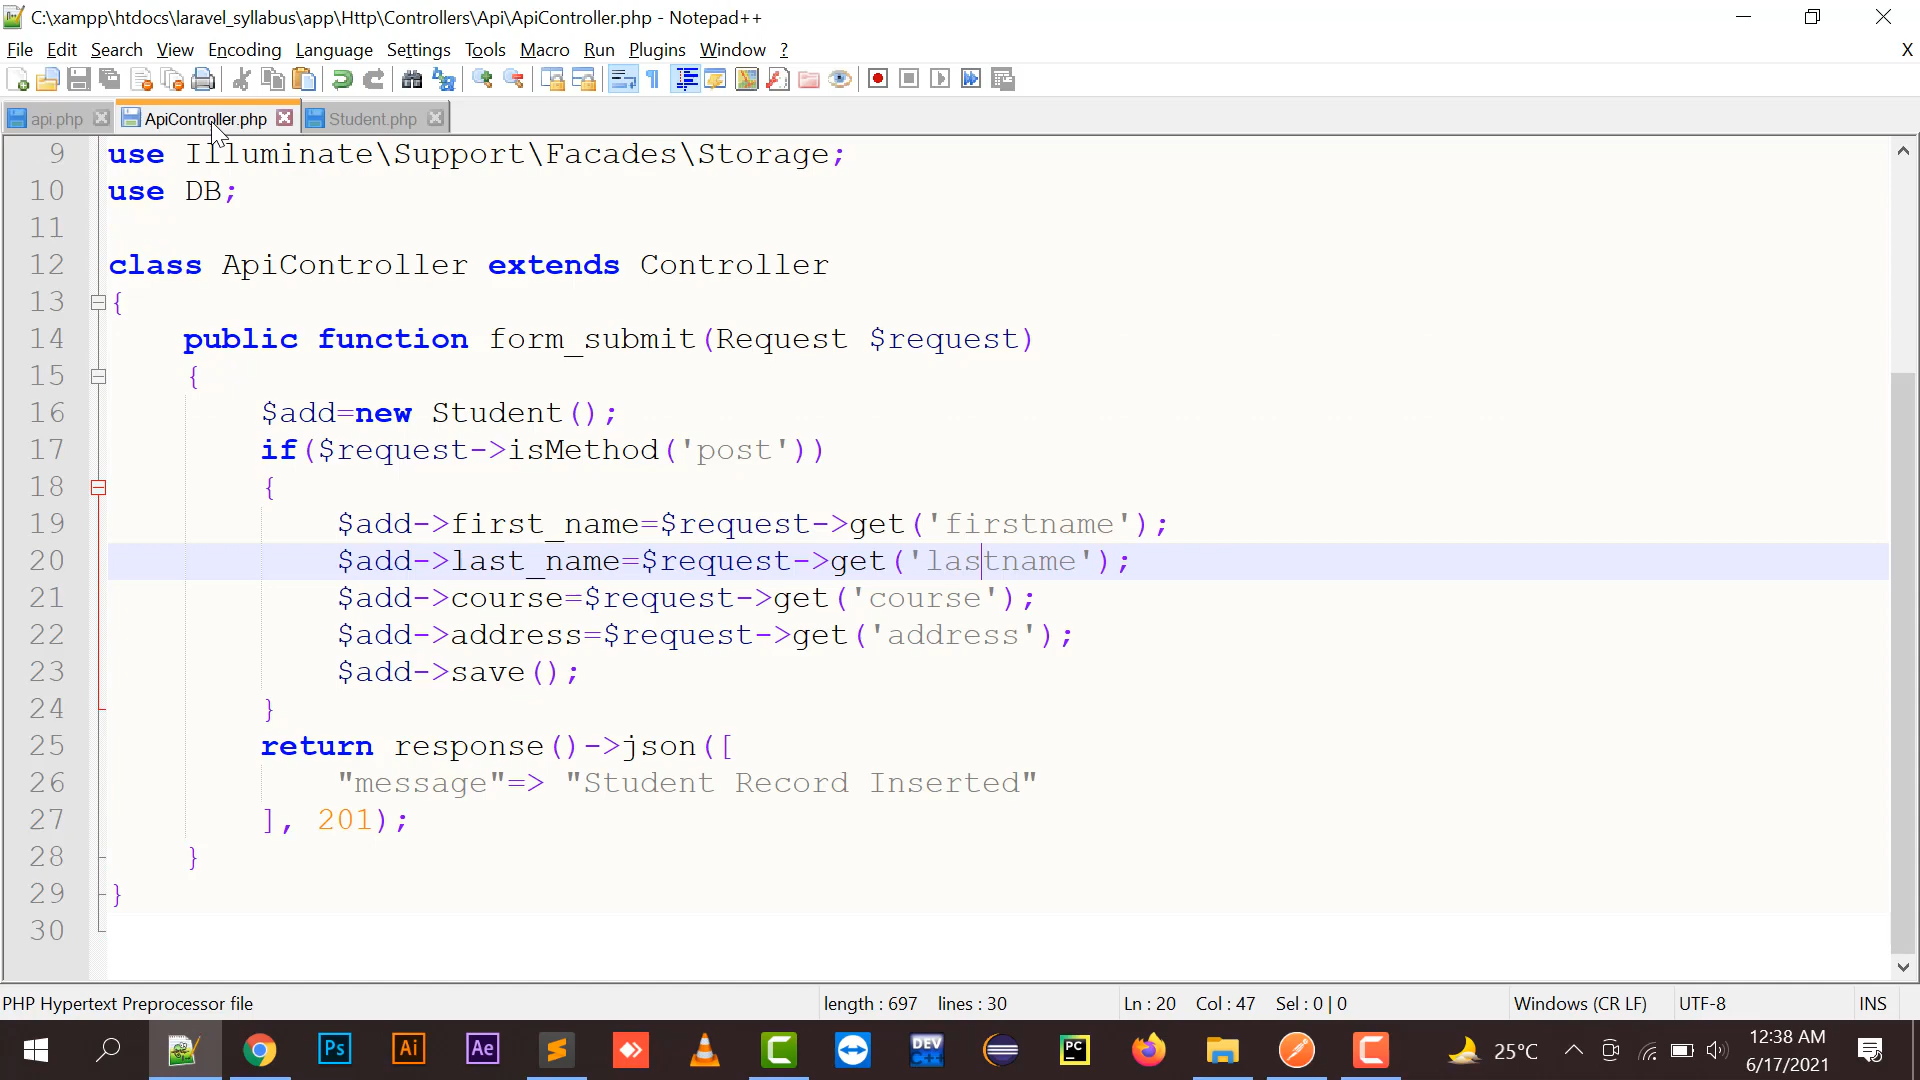 C:\xampp\htdocs\laravel_syllabus\app\Http\Controllers\Api\ApiController.php - Notepad++
File Edit Search View Encoding Language Settings Tools Macro Run Plugins Window ? X
api.php ApiController.php Student.php
9 use Illuminate\Support\Facades\Storage;
10 use DB;
11
12 class ApiController extends Controller
13 {
14 public function form_submit(Request $request)
15 {
16 $add=new Student();
17 if($request->isMethod('post'))
18 {
19 $add->first_name=$request->get('firstname');
20 $add->last_name=$request->get('lastname');
21 $add->course=$request->get('course');
22 $add->address=$request->get('address');
23 $add->save();
24 }
25 return response()->json([
26 "message"=> "Student Record Inserted"
27 ], 201);
28 }
29 }
30
PHP Hypertext Preprocessor file length : 697 lines : 30 Ln : 20 Col : 47 Sel : 0 | 0 Windows (CR LF) UTF-8 INS
Ps Ai Ae DEV C++ PC 25°C 12:38 AM
6/17/2021